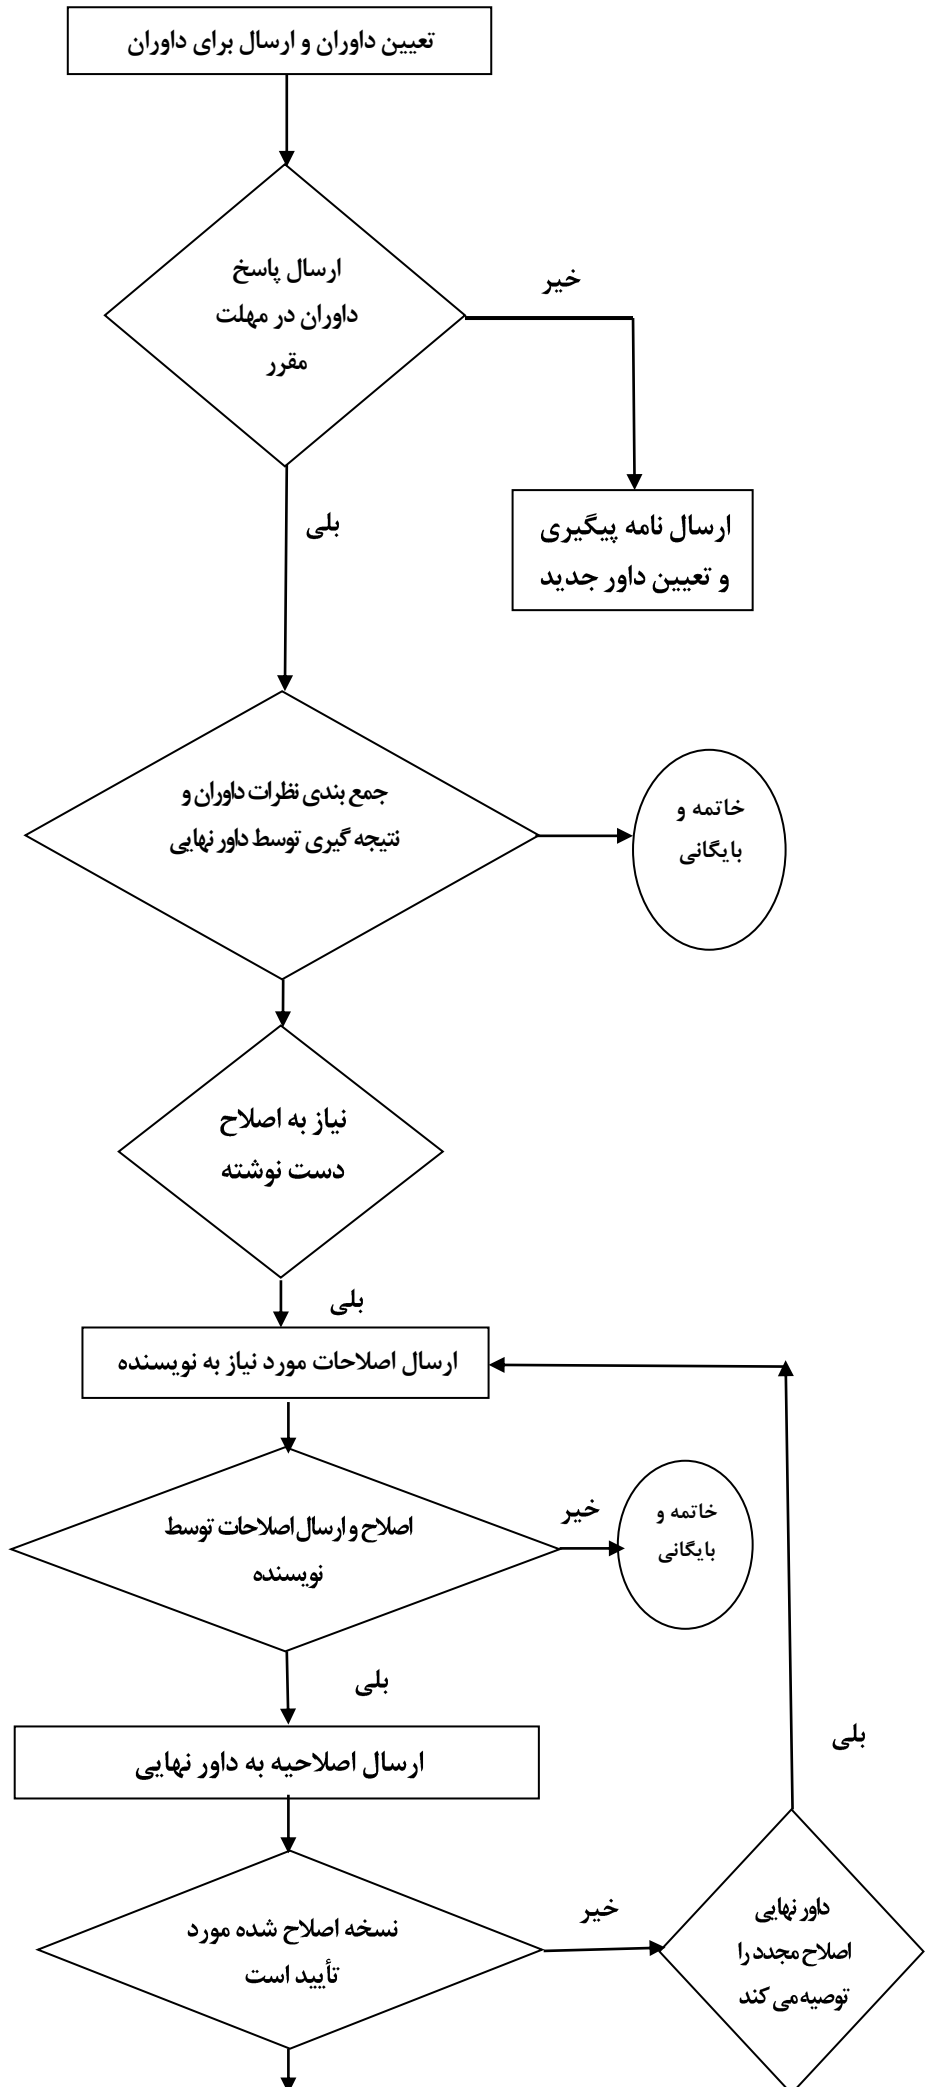 تعیین داوران و ارسال برای داوران
ارسال پاسخ
داوران در مهلت
مقرر
خیر
بلی
ارسال نامه پیگیری
و تعیین داور جدید
جمع بندی نظرات داوران و
نتیجه گیری توسط داور نهایی
خاتمه و
بایگانی
نیاز به اصلاح
دست نوشته
بلی
ارسال اصلاحات مورد نیاز به نویسنده
اصلاح و ارسال اصلاحات توسط
نویسنده
خیر
خاتمه و
بایگانی
بلی
بلی
ارسال اصلاحیه به داور نهایی
نسخه اصلاح شده مورد
تأیید است
خیر
داور نهایی
اصلاح مجدد را
توصیه می کند